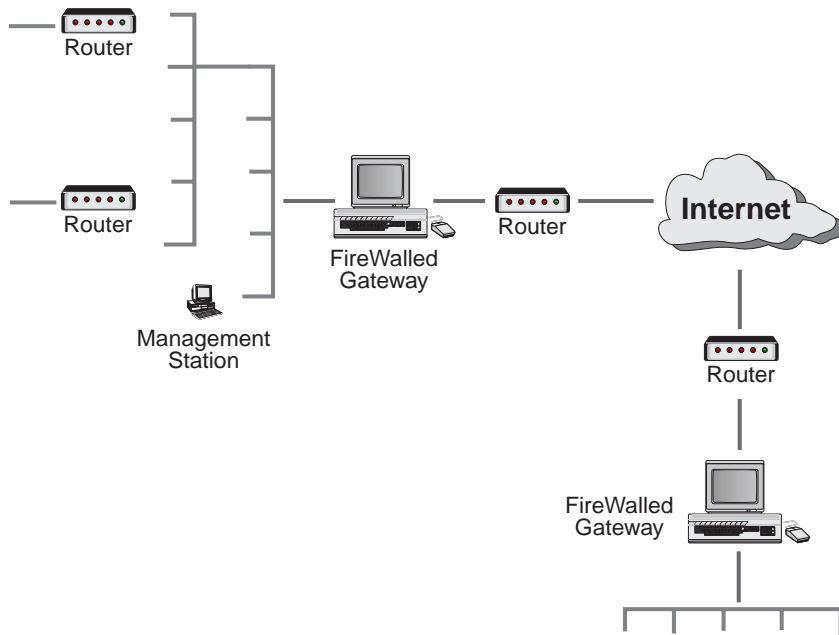 Router
Router
Internet
Router
FireWalled
Gateway
Management
Station
Router
FireWalled
Gateway